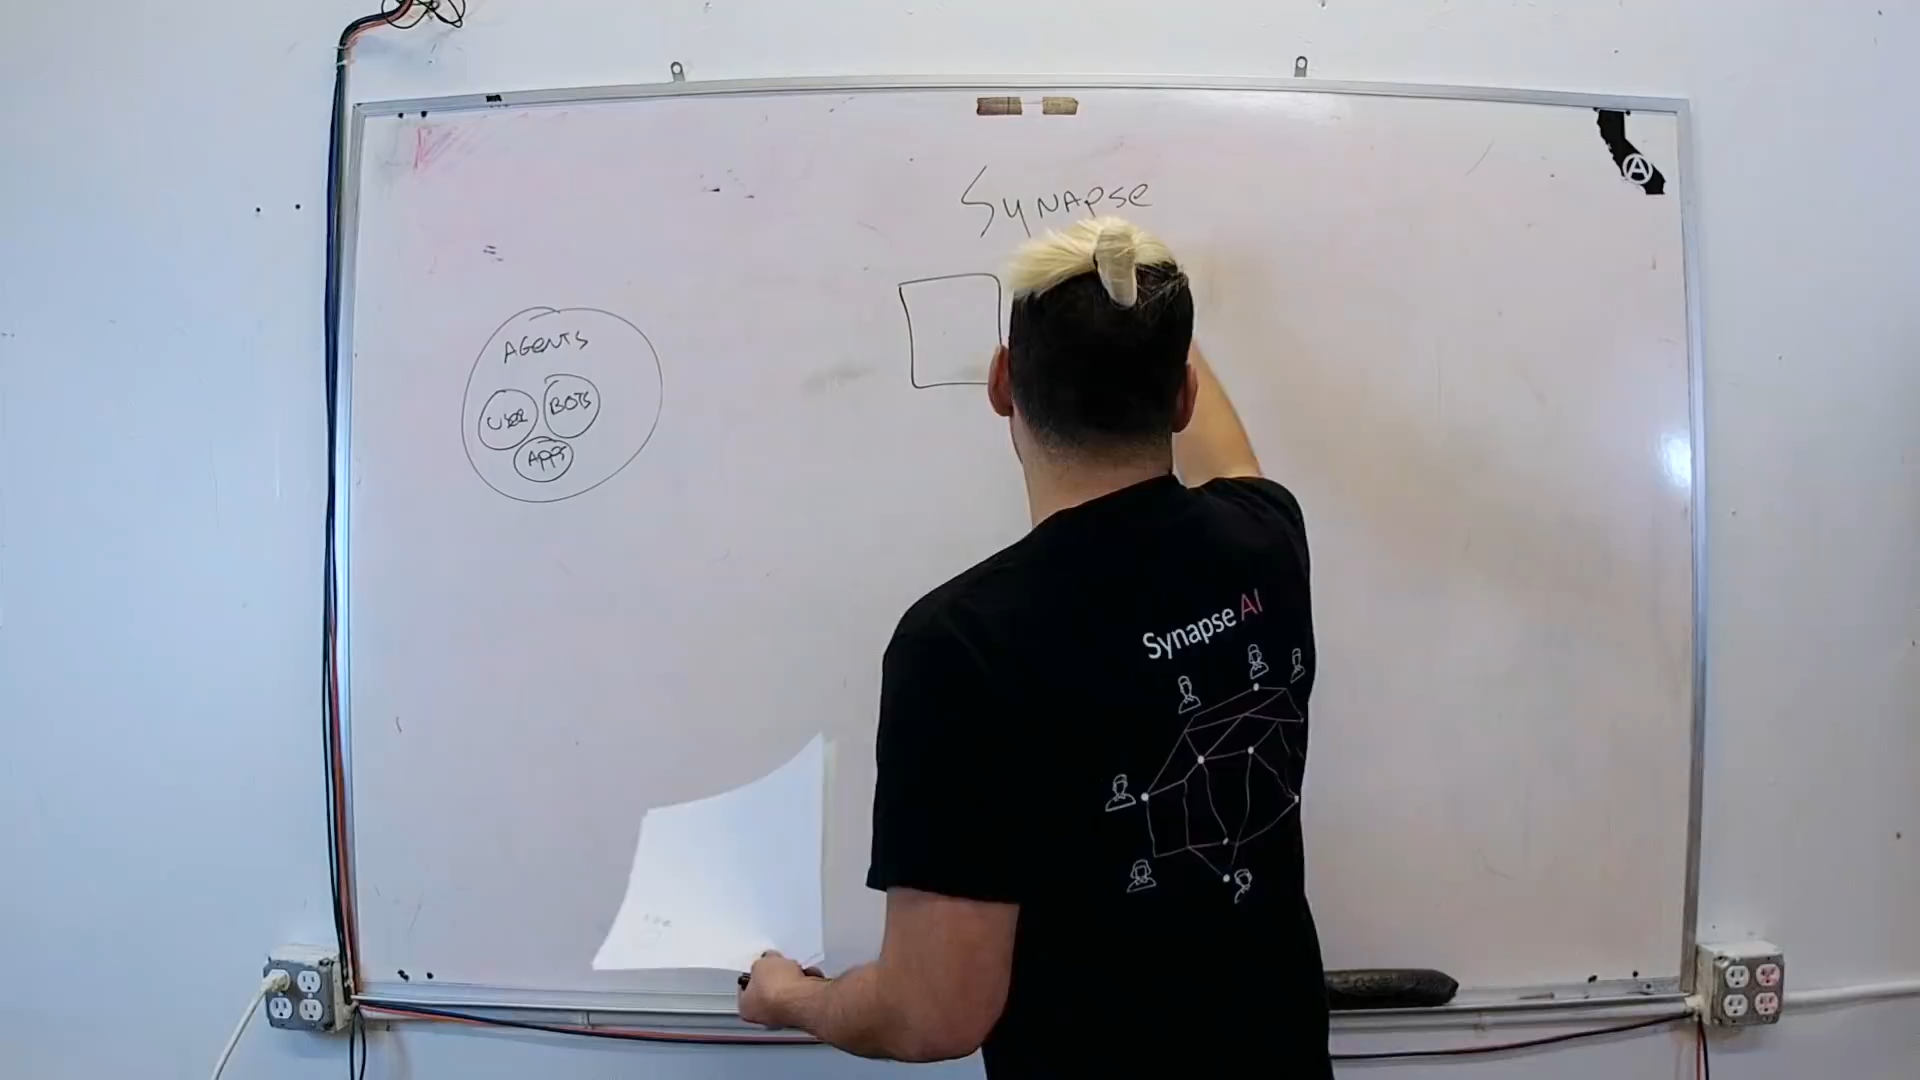 Synapse
AGENTS
USER
BOTS
APPS
Synapse AI
A